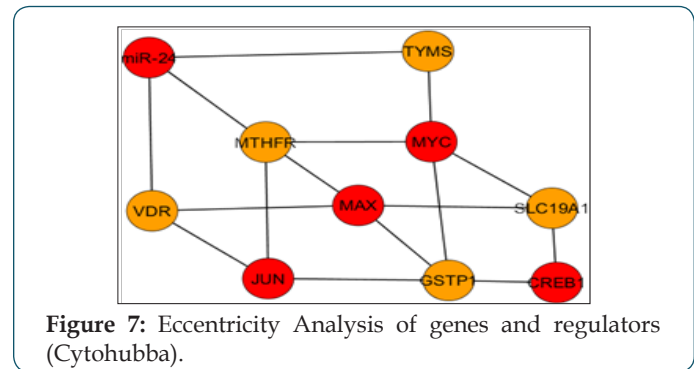 miR-24
TYMS
MTHFR
MYC
VDR
MAX
SLC19A1
JUN
GSTP1
CREB1
Figure 7: Eccentricity Analysis of genes and regulators
(Cytohubba).